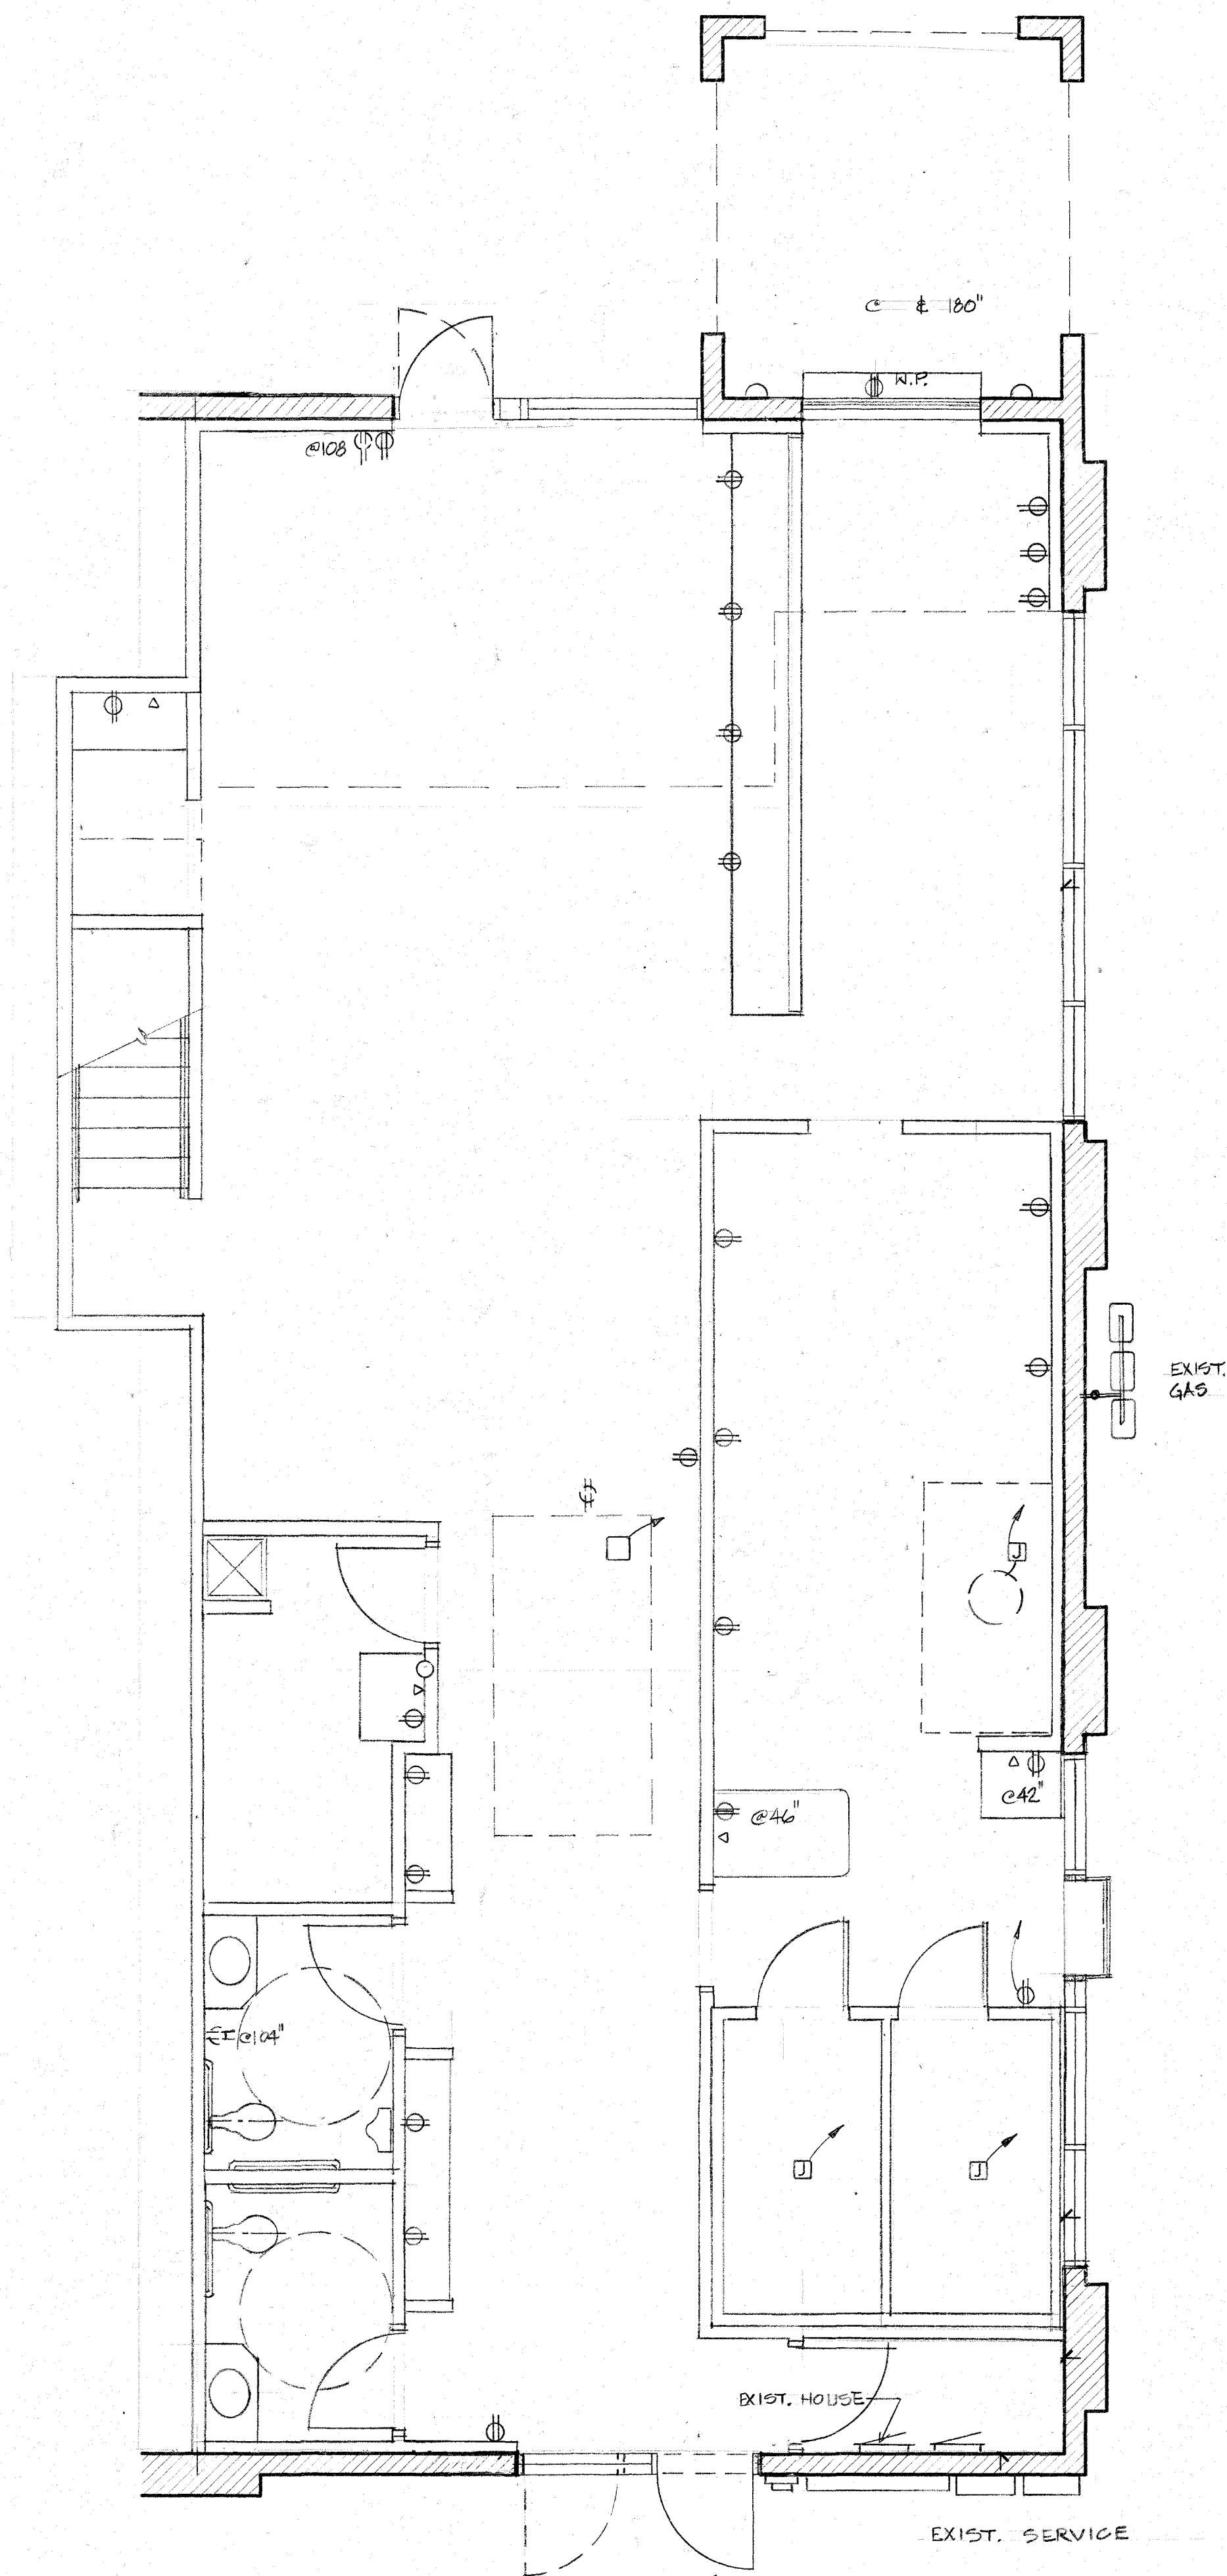 @ ℄ 180"
W.P.
@108
EXIST.
GAS
J
@42"
@46"
@104"
J
J
EXIST. HOUSE
EXIST. SERVICE